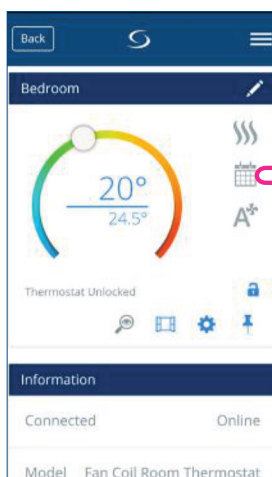 Back
Bedroom
20°
24.5°
A
Thermostat Unlocked
Information
Connected Online
Model Fan Coil Room Thermostat